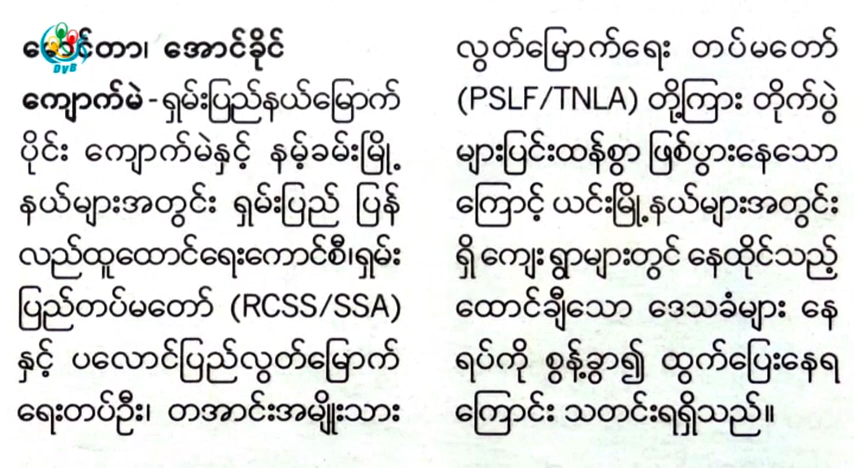 မောင်တာ၊ အောင်ခိုင်
ကျောက်မဲ - ရှမ်းပြည်နယ်မြောက်
ပိုင်း ကျောက်မဲနှင့် နမ့်ခမ်းမြို့
နယ်များအတွင်း ရှမ်းပြည် ပြန်
လည်ထူထောင်ရေးကောင်စီ၊ရှမ်း
ပြည်တပ်မတော် (RCSS/SSA)
နှင့် ပလောင်ပြည်လွတ်မြောက်
ရေးတပ်ဦး၊ တအာင်းအမျိုးသား
လွတ်မြောက်ရေး တပ်မတော်
(PSLF/TNLA) တို့ကြား တိုက်ပွဲ
များပြင်းထန်စွာ ဖြစ်ပွားနေသော
ကြောင့် ယင်းမြို့နယ်များအတွင်း
ရှိ ကျေးရွာများတွင် နေထိုင်သည့်
ထောင်ချီသော ဒေသခံများ နေ
ရပ်ကို စွန့်ခွာ၍ ထွက်ပြေးနေရ
ကြောင်း သတင်းရရှိသည်။
DVB